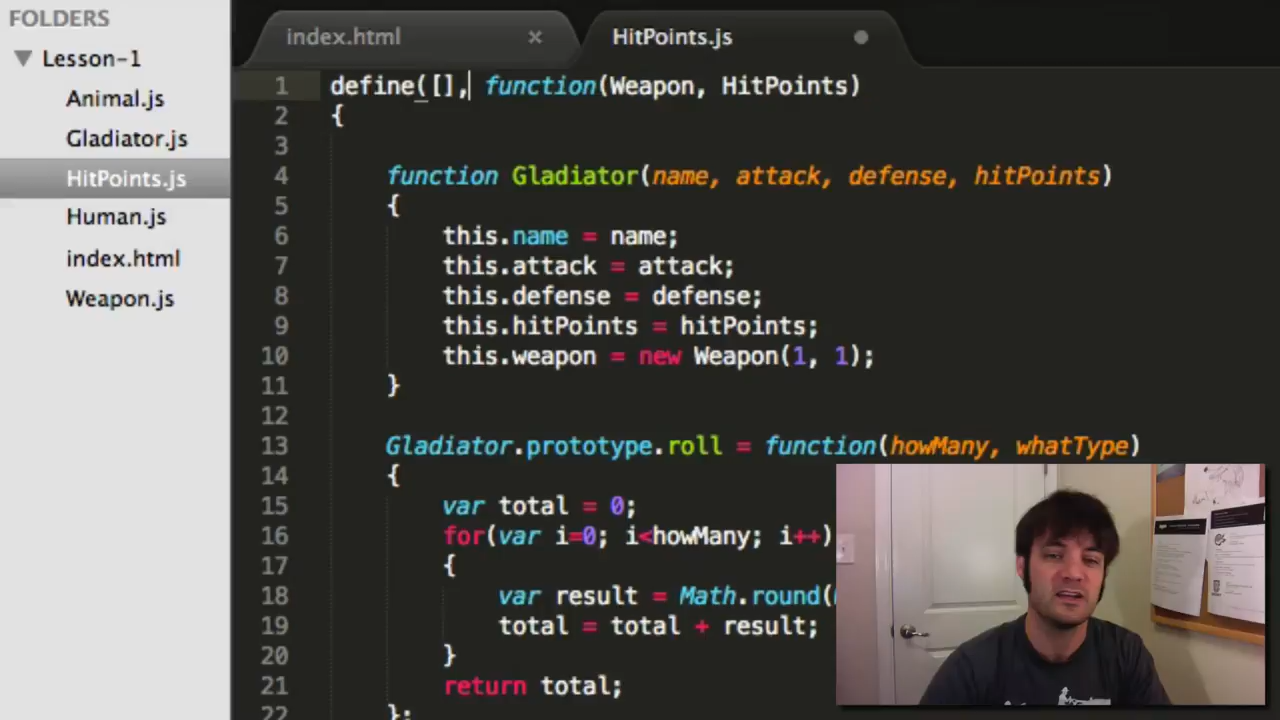 FOLDERS
Lesson-1
Animal.js
Gladiator.js
HitPoints.js
Human.js
index.html
Weapon.js
index.html ×
HitPoints.js
1 define([], function(Weapon, HitPoints)
2 {
3
4 function Gladiator(name, attack, defense, hitPoints)
5 {
6 this.name = name;
7 this.attack = attack;
8 this.defense = defense;
9 this.hitPoints = hitPoints;
10 this.weapon = new Weapon(1, 1);
11 }
12
13 Gladiator.prototype.roll = function(howMany, whatType)
14 {
15 var total = 0;
16 for(var i=0; i<howMany; i++)
17 {
18 var result = Math.round(
19 total = total + result;
20 }
21 return total;
22 };